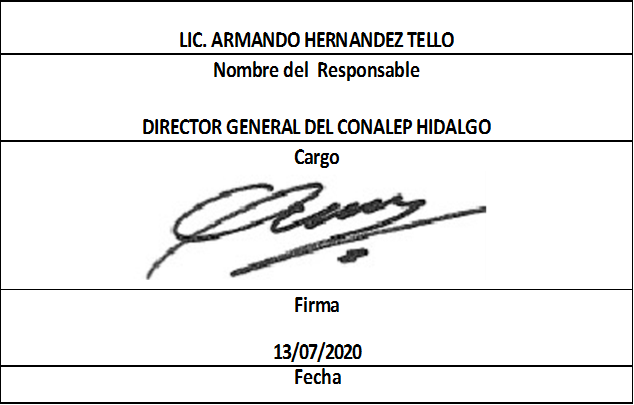 LIC. ARMANDO HERNANDEZ TELLO
Nombre del Responsable
DIRECTOR GENERAL DEL CONALEP HIDALGO
Cargo
Firma
13/07/2020
Fecha